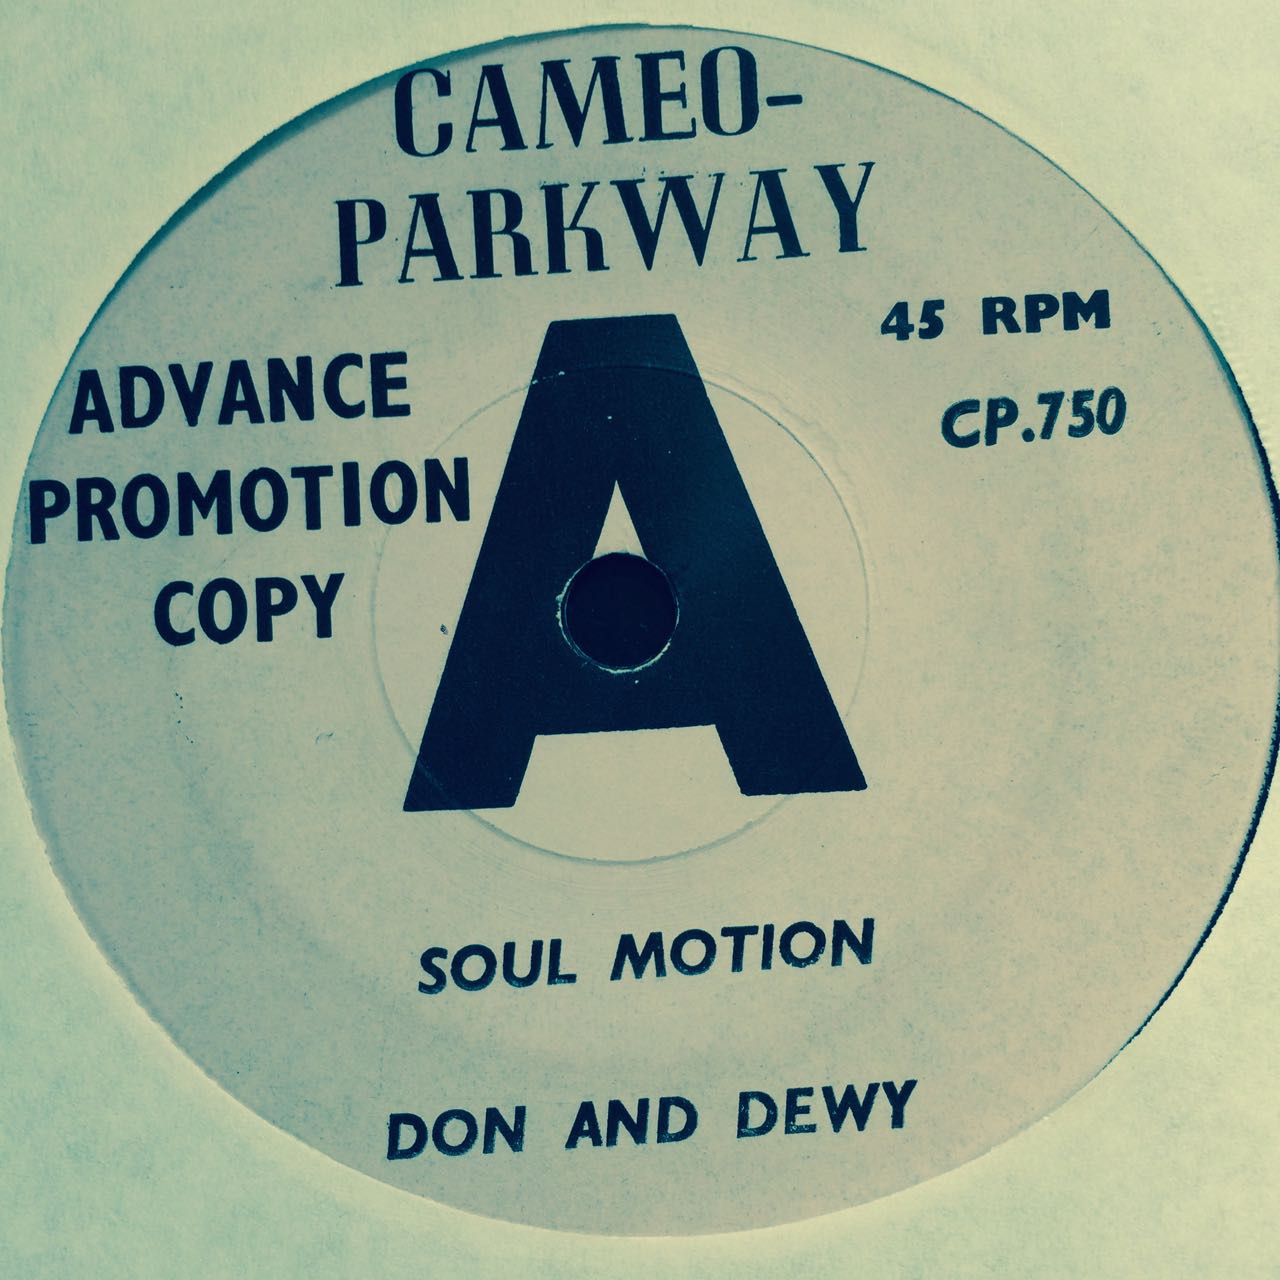 CAMEO-
PARKWAY
45 RPM
CP.750
ADVANCE
PROMOTION
COPY
A
SOUL MOTION
DON AND DEWY